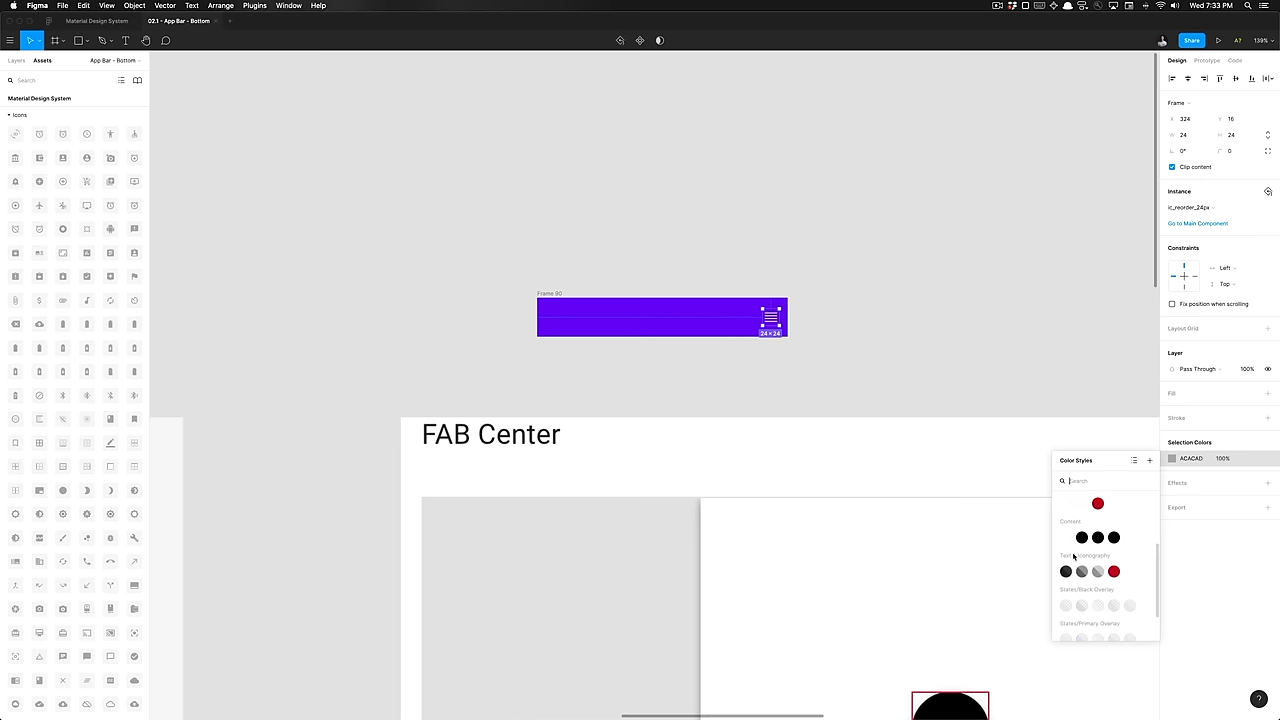 Figma File Edit View Object Vector Text Arrange Plugins Window Help
Wed 7:33 PM
Material Design System
02.1 - App Bar - Bottom
Share
A?
139%
Layers
Assets
App Bar - Bottom
Search
Material Design System
Icons
Frame 90
24 × 24
FAB Center
Design
Prototype
Code
Frame
X 324 Y 16
W 24 H 24
0° 0
Clip content
Instance
ic_reorder_24px
Go to Main Component
Constraints
Left
Top
Fix position when scrolling
Layout Grid
Layer
Pass Through 100%
Fill
Stroke
Selection Colors
ACACAD 100%
Effects
Export
Color Styles
Search
Content
States/Black Overlay
States/Primary Overlay
?